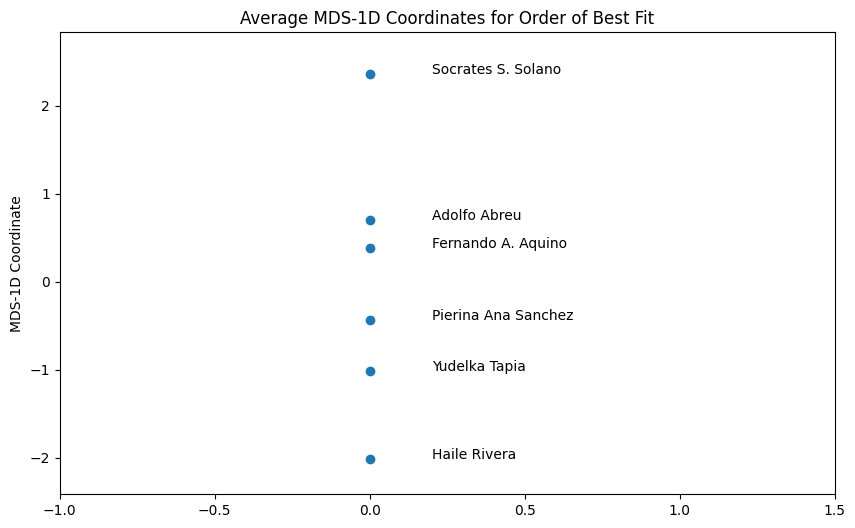 Average MDS-1D Coordinates for Order of Best Fit
MDS-1D Coordinate
2
1
0
−1
−2
Socrates S. Solano
Adolfo Abreu
Fernando A. Aquino
Pierina Ana Sanchez
Yudelka Tapia
Haile Rivera
−1.0
−0.5
0.0
0.5
1.0
1.5